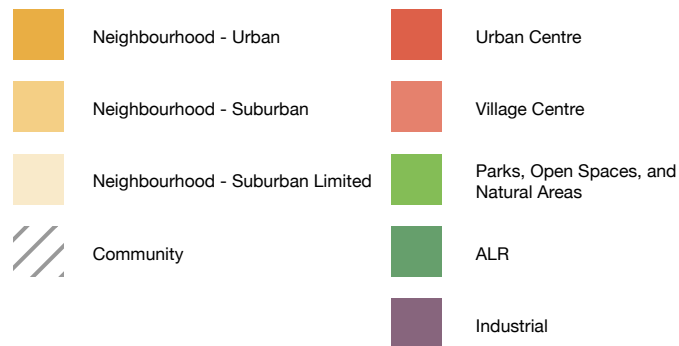 Neighbourhood - Urban
Neighbourhood - Suburban
Neighbourhood - Suburban Limited
Community
Urban Centre
Village Centre
Parks, Open Spaces, and
Natural Areas
ALR
Industrial